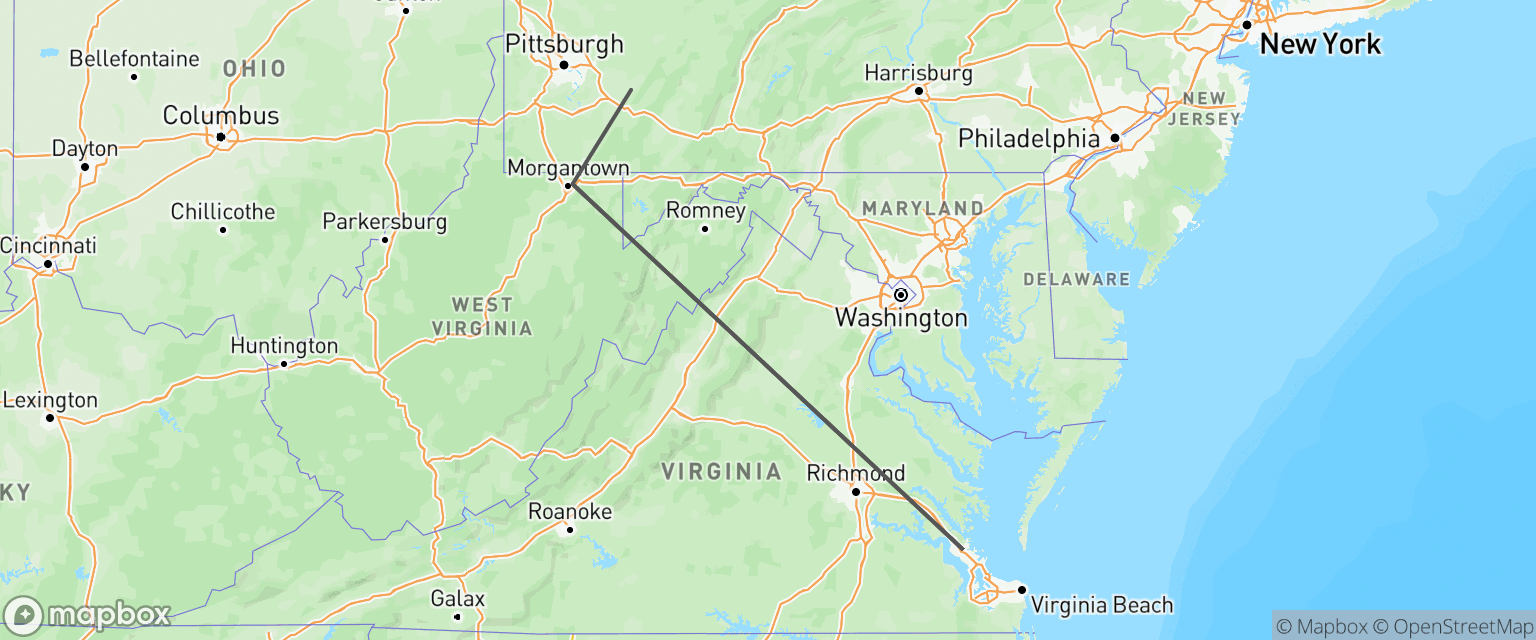 Pittsburgh
New York
Bellefontaine
OHIO
Harrisburg
NEW
JERSEY
Columbus
Philadelphia
Dayton
Morgantown
Chillicothe
Parkersburg
Romney
MARYLAND
Cincinnati
DELAWARE
WEST
VIRGINIA
Washington
Huntington
Lexington
VIRGINIA
Richmond
KY
Roanoke
Galax
Virginia Beach
mapbox
© Mapbox © OpenStreetMap